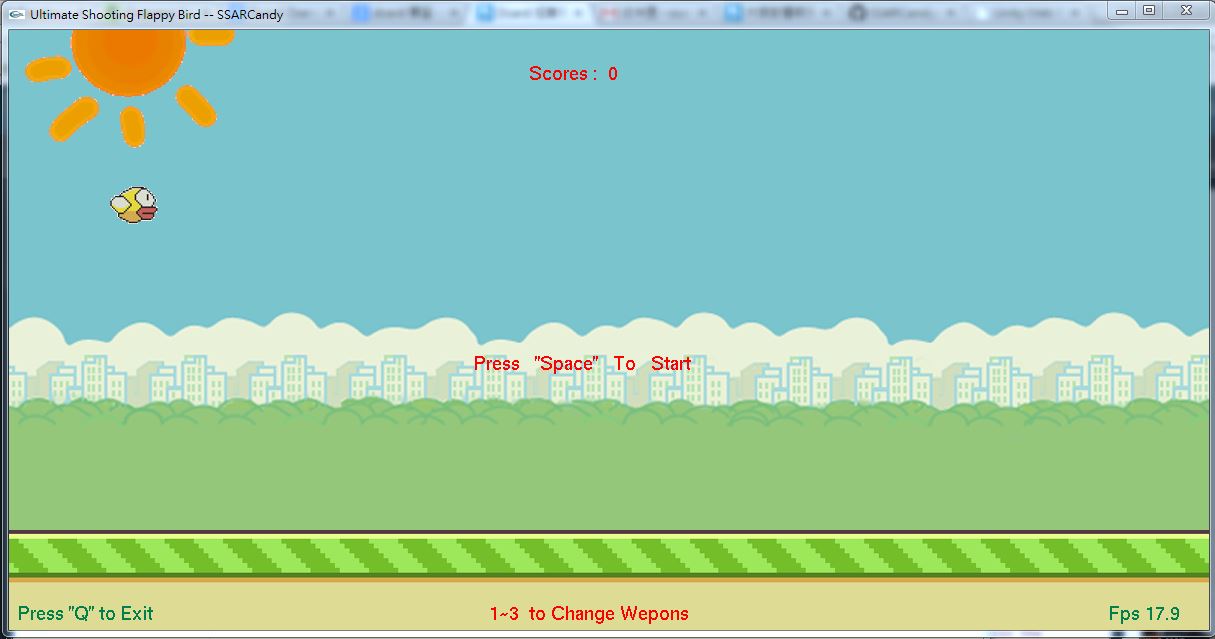 Ultimate Shooting Flappy Bird -- SSARCandy
Scores : 0
Press "Space" To Start
Press "Q" to Exit
1~3 to Change Wepons
Fps 17.9